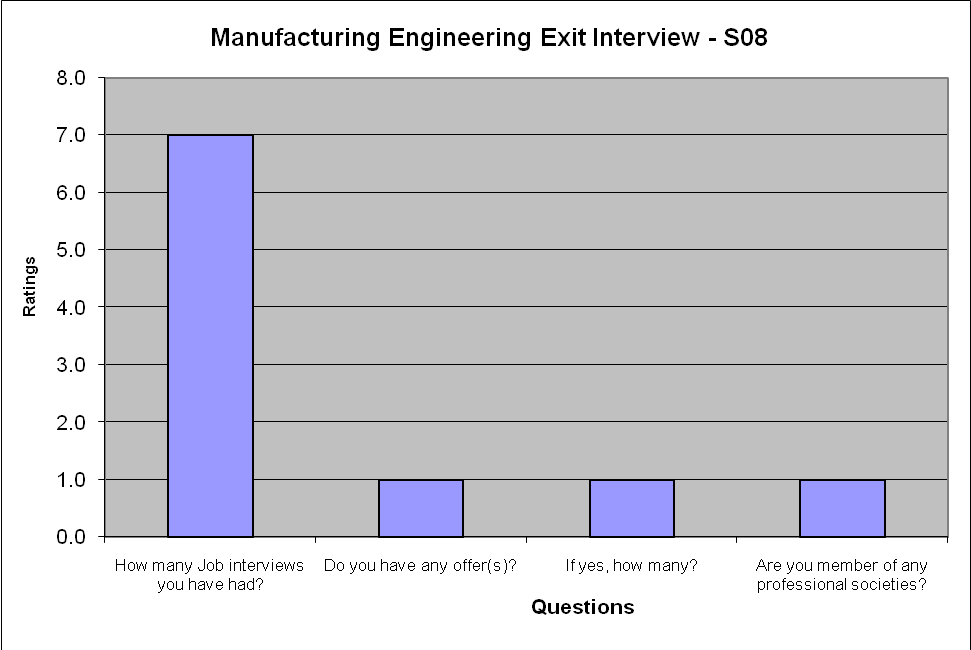 Manufacturing Engineering Exit Interview - S08
8.0
7.0
6.0
5.0
4.0
3.0
2.0
1.0
0.0
Ratings
How many Job interviews
you have had?
Do you have any offer(s)?
If yes, how many?
Are you member of any
professional societies?
Questions